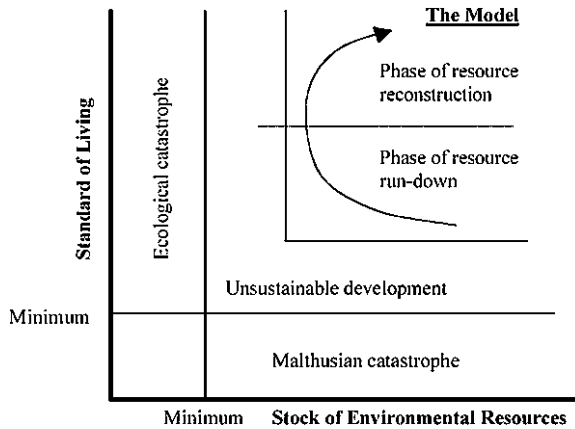 The Model
Phase of resource
reconstruction
Phase of resource
run-down
Standard of Living
Ecological catastrophe
Unsustainable development
Minimum
Malthusian catastrophe
Minimum
Stock of Environmental Resources